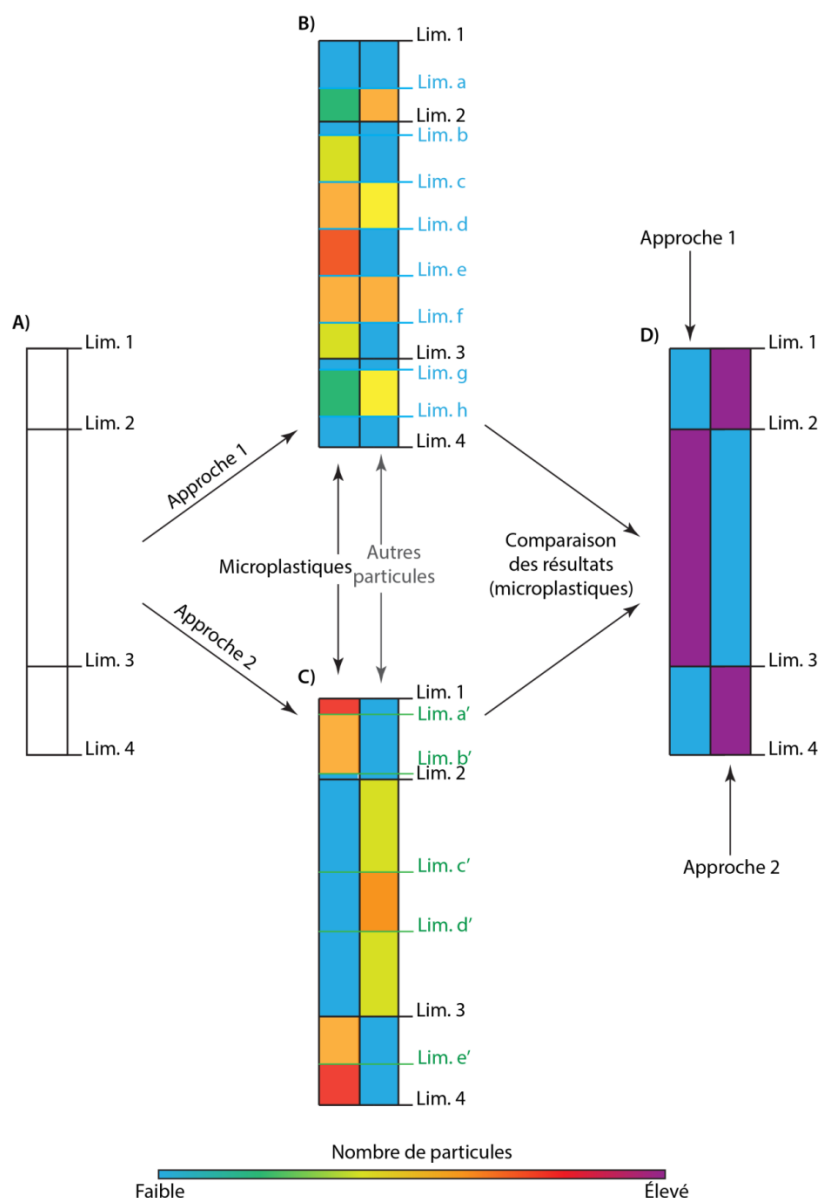 B)
Lim. 1
Lim. a
Lim. 2
Lim. b
Lim. c
Lim. d
Lim. e
Lim. f
Lim. 3
Lim. g
Lim. h
Lim. 4
A)
Lim. 1
Lim. 2
Lim. 3
Lim. 4
Approche 1
Approche 2
Microplastiques
Autres
particules
C)
Lim. 1
Lim. a’
Lim. b’
Lim. 2
Lim. c’
Lim. d’
Lim. 3
Lim. e’
Lim. 4
Comparaison
des résultats
(microplastiques)
Approche 1
D)
Lim. 1
Lim. 2
Lim. 3
Lim. 4
Approche 2
Nombre de particules
Faible
Élevé